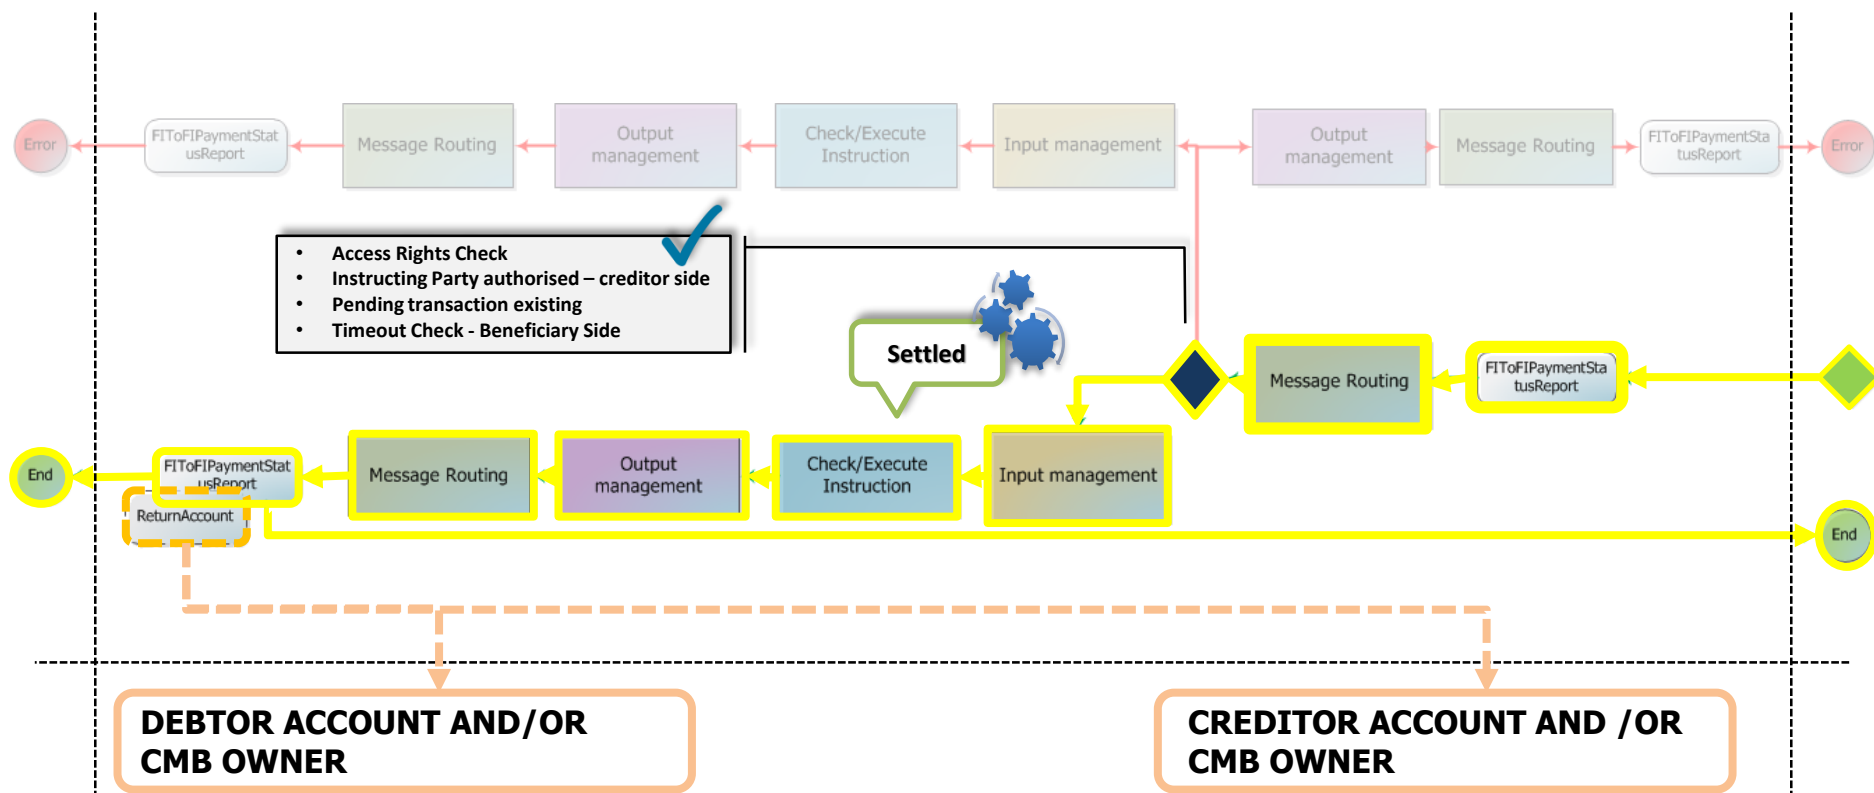 Error
FIToFIPaymentStat
usReport
Message Routing
Output
management
Check/Execute
Instruction
Input management
Output
management
Message Routing
FIToFIPaymentSta
tusReport
Error
• Access Rights Check
• Instructing Party authorised – creditor side
• Pending transaction existing
• Timeout Check - Beneficiary Side
Settled
Message Routing
FIToFIPaymentSta
tusReport
End
FIToFIPaymentStat
usReport
ReturnAccount
Message Routing
Output
management
Check/Execute
Instruction
Input management
End
DEBTOR ACCOUNT AND/OR
CMB OWNER
CREDITOR ACCOUNT AND /OR
CMB OWNER